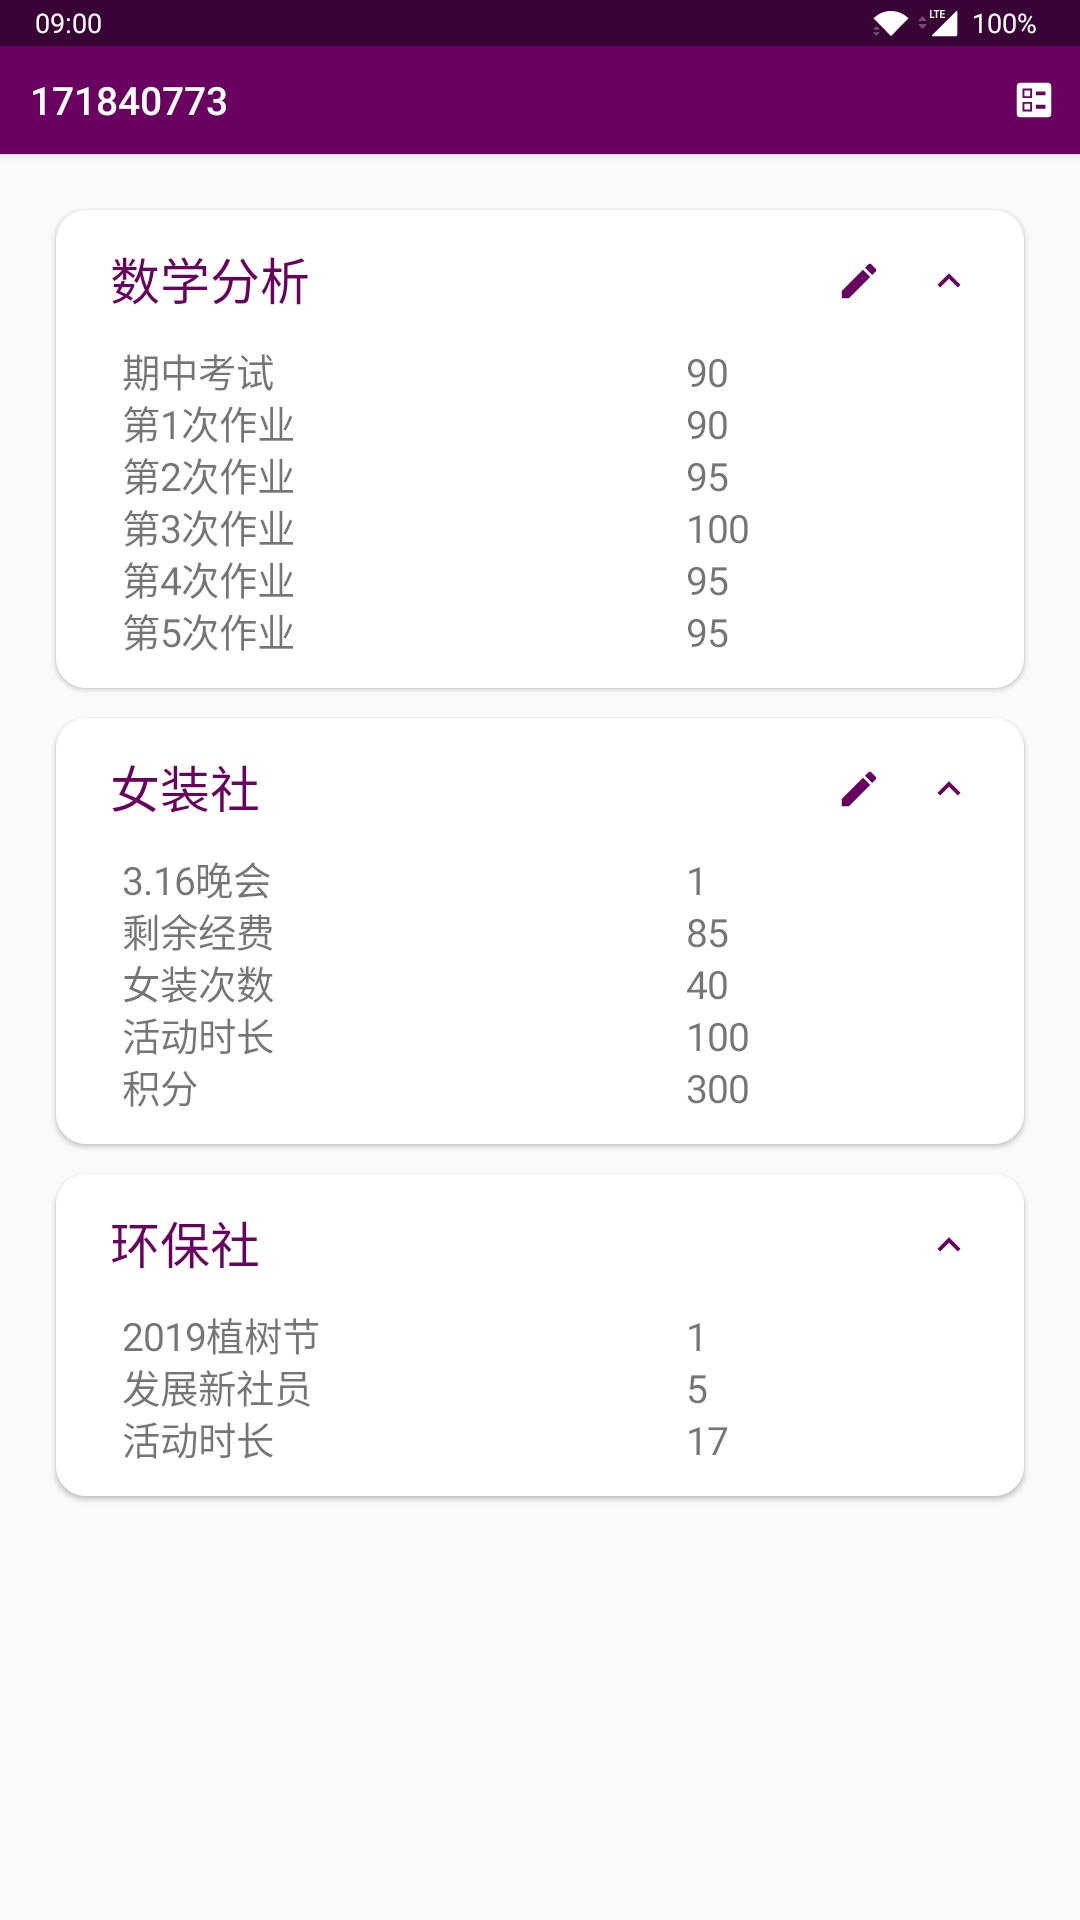 09:00 LTE 100%
171840773
数学分析
期中考试 90
第1次作业 90
第2次作业 95
第3次作业 100
第4次作业 95
第5次作业 95
女装社
3.16晚会 1
剩余经费 85
女装次数 40
活动时长 100
积分 300
环保社
2019植树节 1
发展新社员 5
活动时长 17